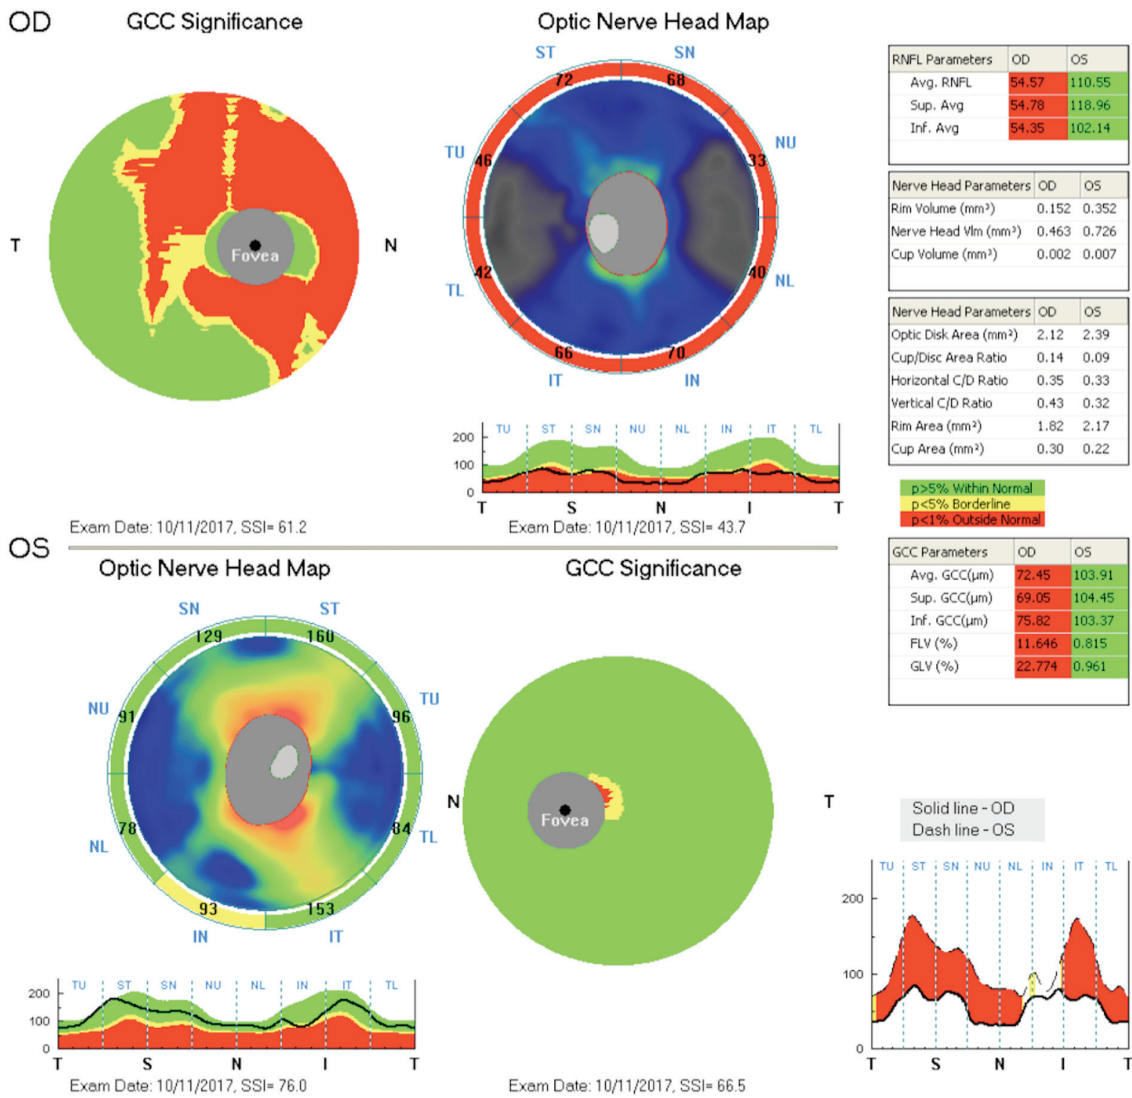 OD
GCC Significance
Optic Nerve Head Map
ST
SN
72
68
TU
NU
46
33
T
Fovea
N
42
40
TL
NL
66
70
IT
IN
TU ST SN NU NL IN IT TL
200
100
0
T S N I T
Exam Date: 10/11/2017, SSI= 61.2
Exam Date: 10/11/2017, SSI= 43.7
RNFL Parameters OD OS
Avg. RNFL 54.57 110.55
Sup. Avg 54.78 118.96
Inf. Avg 54.35 102.14
Nerve Head Parameters OD OS
Rim Volume (mm³) 0.152 0.352
Nerve Head Vlm (mm³) 0.463 0.726
Cup Volume (mm³) 0.002 0.007
Nerve Head Parameters OD OS
Optic Disk Area (mm²) 2.12 2.39
Cup/Disc Area Ratio 0.14 0.09
Horizontal C/D Ratio 0.35 0.33
Vertical C/D Ratio 0.43 0.32
Rim Area (mm²) 1.82 2.17
Cup Area (mm²) 0.30 0.22
p>5% Within Normal
p<5% Borderline
p<1% Outside Normal
GCC Parameters OD OS
Avg. GCC(µm) 72.45 103.91
Sup. GCC(µm) 69.05 104.45
Inf. GCC(µm) 75.82 103.37
FLV (%) 11.646 0.815
GLV (%) 22.774 0.961
OS
Optic Nerve Head Map
GCC Significance
SN
ST
129
160
NU
TU
91
96
N
Fovea
T
78
84
NL
TL
93
153
IN
IT
TU ST SN NU NL IN IT TL
200
100
0
T S N I T
Exam Date: 10/11/2017, SSI= 76.0
Exam Date: 10/11/2017, SSI= 66.5
Solid line - OD
Dash line - OS
TU ST SN NU NL IN IT TL
200
100
0
T S N I T